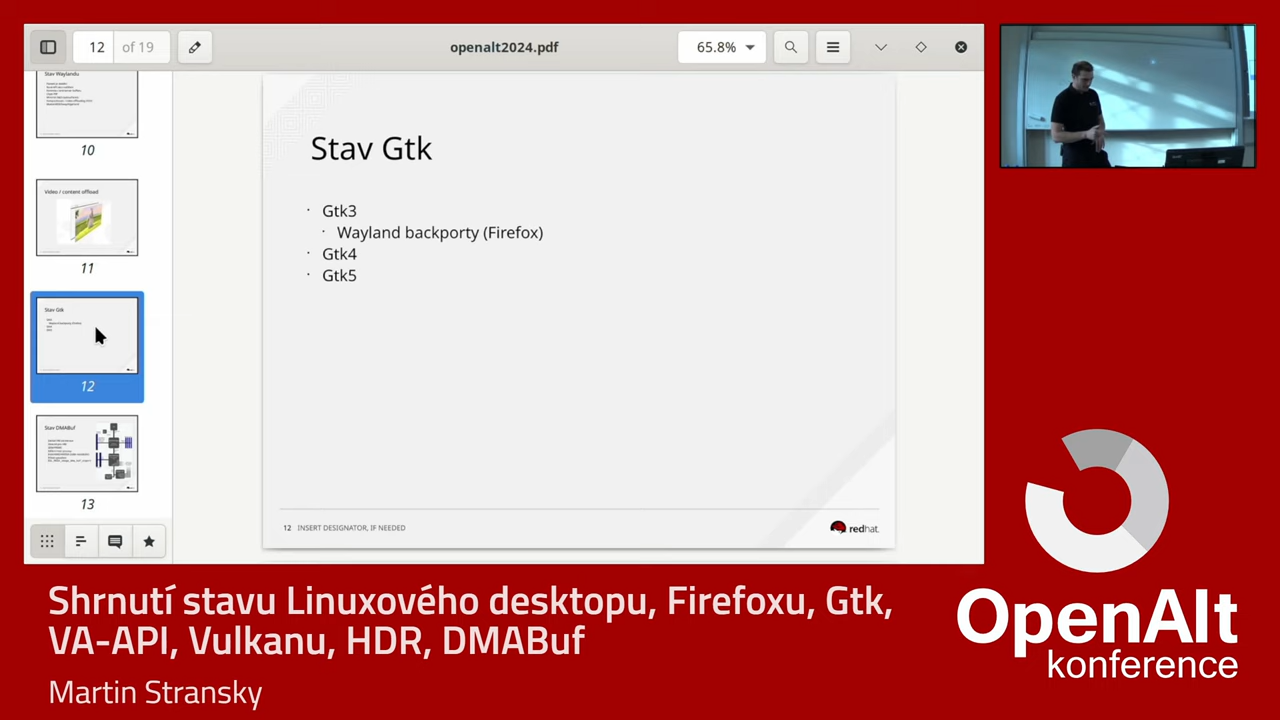 12 of 19
openalt2024.pdf
65.8%
Stav Waylandu
10
Video / content offload
11
Stav Gtk
12
Stav DMABuf
13
Stav Gtk
· Gtk3
· Wayland backporty (Firefox)
· Gtk4
· Gtk5
12 INSERT DESIGNATOR, IF NEEDED
redhat.
Shrnutí stavu Linuxového desktopu, Firefoxu, Gtk,
VA-API, Vulkanu, HDR, DMABuf
Martin Stransky
OpenAlt
konference